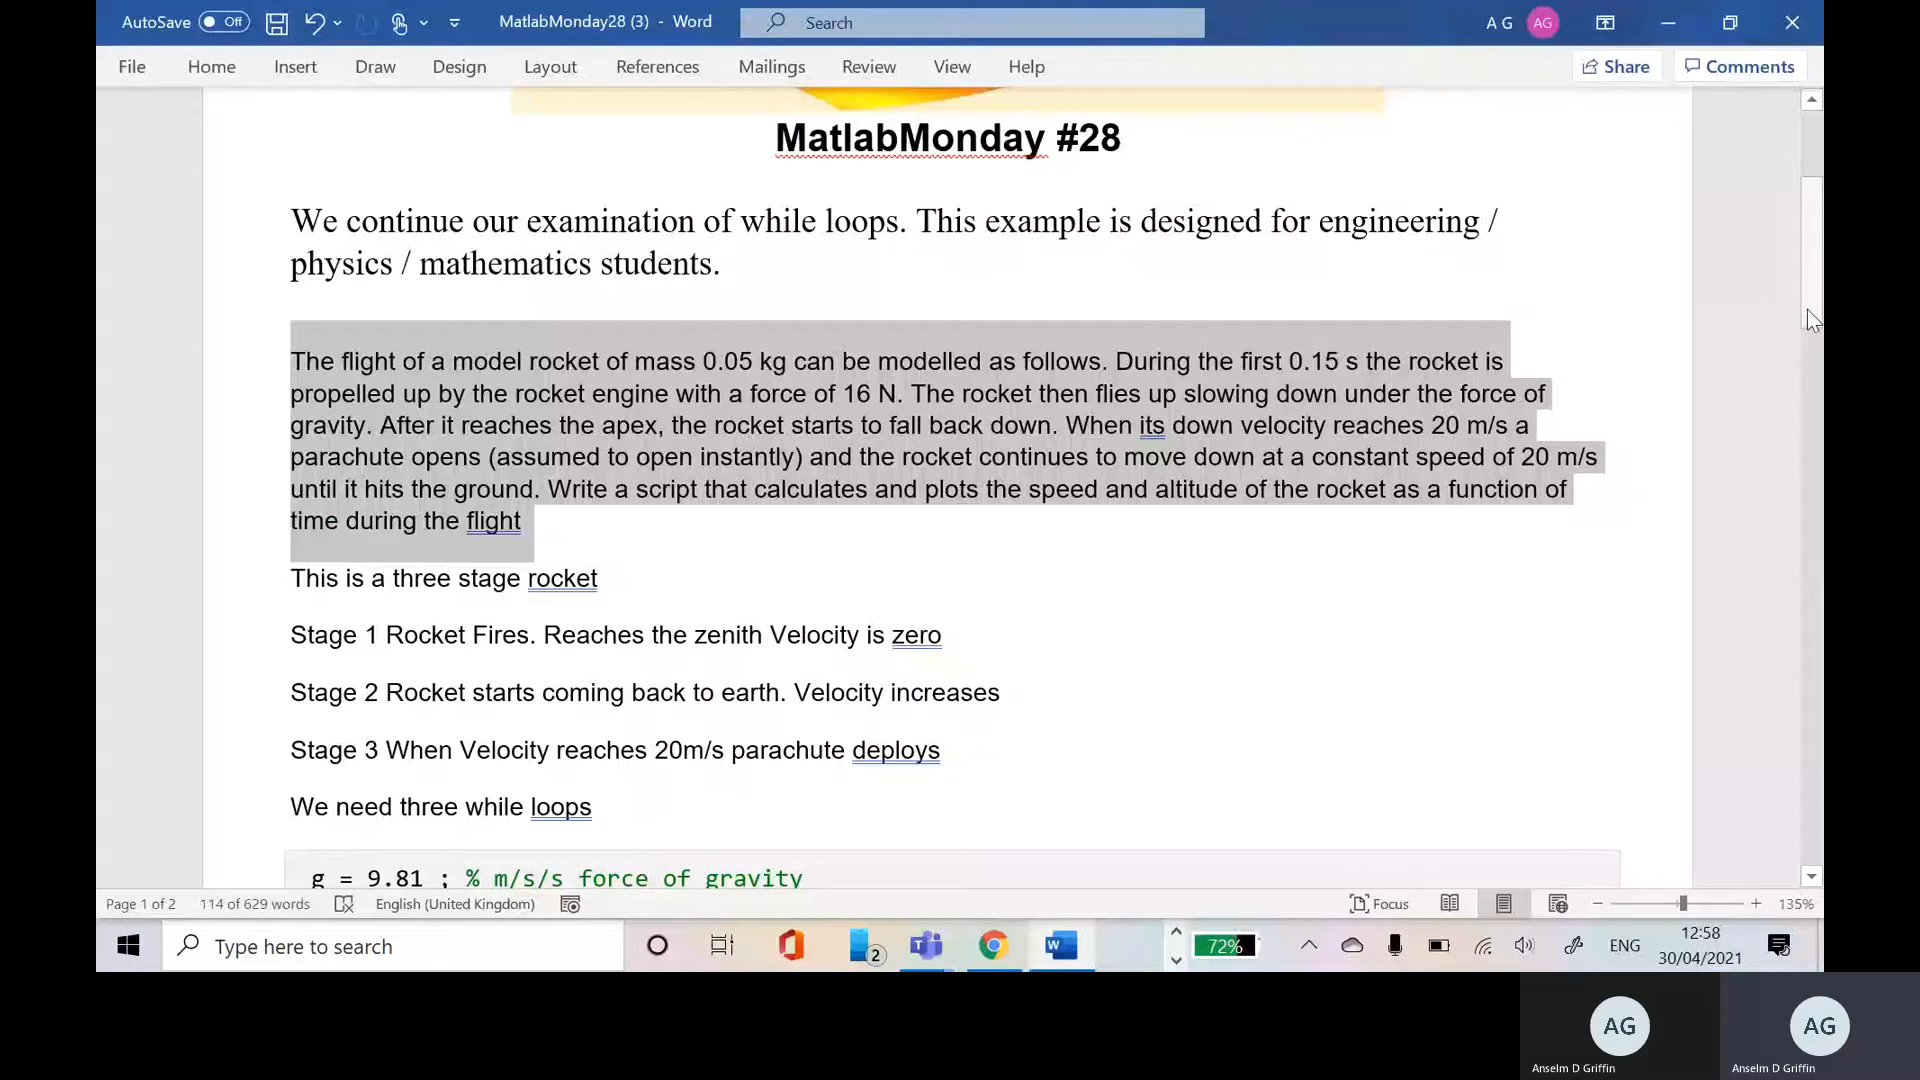 AutoSave Off MatlabMonday28 (3) - Word Search A G AG
File Home Insert Draw Design Layout References Mailings Review View Help Share Comments
MatlabMonday #28
We continue our examination of while loops. This example is designed for engineering /
physics / mathematics students.
The flight of a model rocket of mass 0.05 kg can be modelled as follows. During the first 0.15 s the rocket is
propelled up by the rocket engine with a force of 16 N. The rocket then flies up slowing down under the force of
gravity. After it reaches the apex, the rocket starts to fall back down. When its down velocity reaches 20 m/s a
parachute opens (assumed to open instantly) and the rocket continues to move down at a constant speed of 20 m/s
until it hits the ground. Write a script that calculates and plots the speed and altitude of the rocket as a function of
time during the flight
This is a three stage rocket
Stage 1 Rocket Fires. Reaches the zenith Velocity is zero
Stage 2 Rocket starts coming back to earth. Velocity increases
Stage 3 When Velocity reaches 20m/s parachute deploys
We need three while loops
g = 9.81 ; % m/s/s force of gravity
Page 1 of 2 114 of 629 words English (United Kingdom) Focus 135%
Type here to search 2 W 72% ENG 12:58
30/04/2021
AG AG
Anselm D Griffin Anselm D Griffin